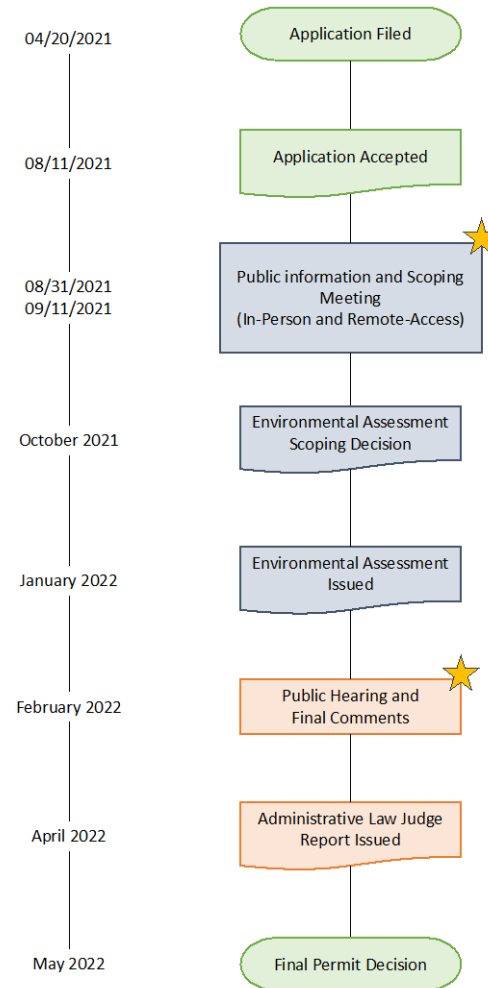 04/20/2021
Application Filed
08/11/2021
Application Accepted
08/31/2021
09/11/2021
Public information and Scoping
Meeting
(In-Person and Remote-Access)
October 2021
Environmental Assessment
Scoping Decision
January 2022
Environmental Assessment
Issued
February 2022
Public Hearing and
Final Comments
April 2022
Administrative Law Judge
Report Issued
May 2022
Final Permit Decision